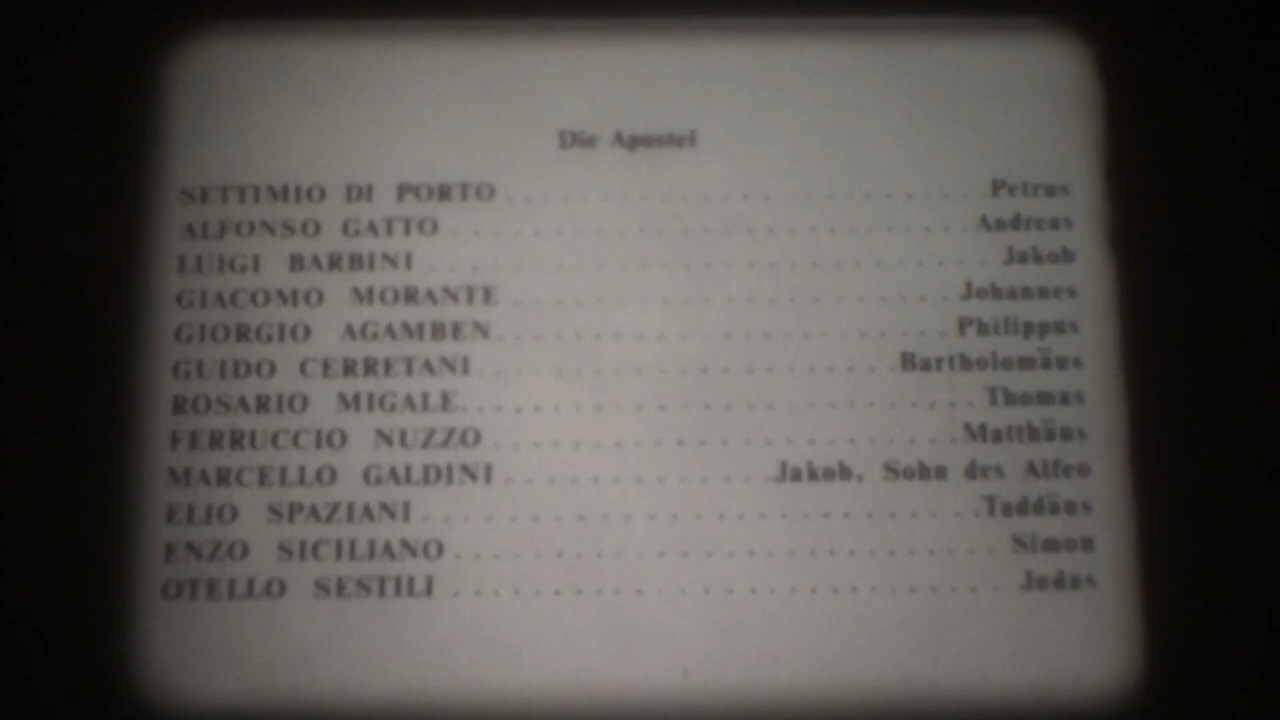 Die Apostel
SETTIMIO DI PORTO . . . . . . . . . . . . . . . . . . . . Petrus
ALFONSO GATTO . . . . . . . . . . . . . . . . . . . . . . . Andreas
LUIGI BARBINI . . . . . . . . . . . . . . . . . . . . . . . . . Jakob
GIACOMO MORANTE . . . . . . . . . . . . . . . . . . . Johannes
GIORGIO AGAMBEN . . . . . . . . . . . . . . . . . . . . Philippus
GUIDO CERRETANI . . . . . . . . . . . . . . . . . . Bartholomäus
ROSARIO MIGALE . . . . . . . . . . . . . . . . . . . . . . Thomas
FERRUCCIO NUZZO . . . . . . . . . . . . . . . . . . . . Matthäus
MARCELLO GALDINI . . . . . . . . . . . . Jakob, Sohn des Alfeo
ELIO SPAZIANI . . . . . . . . . . . . . . . . . . . . . . . . Taddäus
ENZO SICILIANO . . . . . . . . . . . . . . . . . . . . . . . Simon
OTELLO SESTILI . . . . . . . . . . . . . . . . . . . . . . . Judas